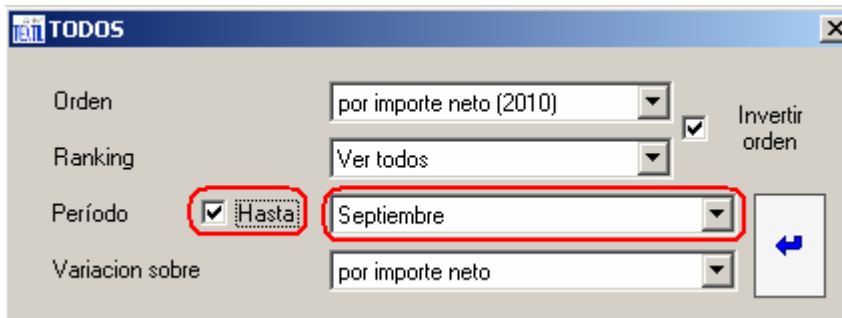 TODOS
Orden
por importe neto (2010)
Invertir
orden
Ranking
Ver todos
Período
Hasta
Septiembre
Variacion sobre
por importe neto